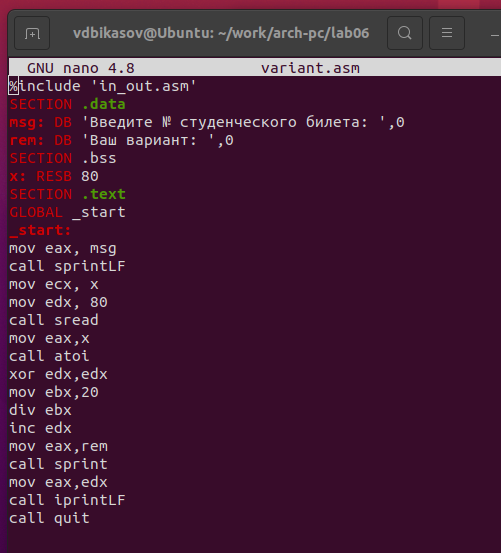 vdbikasov@Ubuntu: ~/work/arch-pc/lab06
GNU nano 4.8 variant.asm
%include 'in_out.asm'
SECTION .data
msg: DB 'Введите № студенческого билета: ',0
rem: DB 'Ваш вариант: ',0
SECTION .bss
x: RESB 80
SECTION .text
GLOBAL _start
_start:
mov eax, msg
call sprintLF
mov ecx, x
mov edx, 80
call sread
mov eax,x
call atoi
xor edx,edx
mov ebx,20
div ebx
inc edx
mov eax,rem
call sprint
mov eax,edx
call iprintLF
call quit